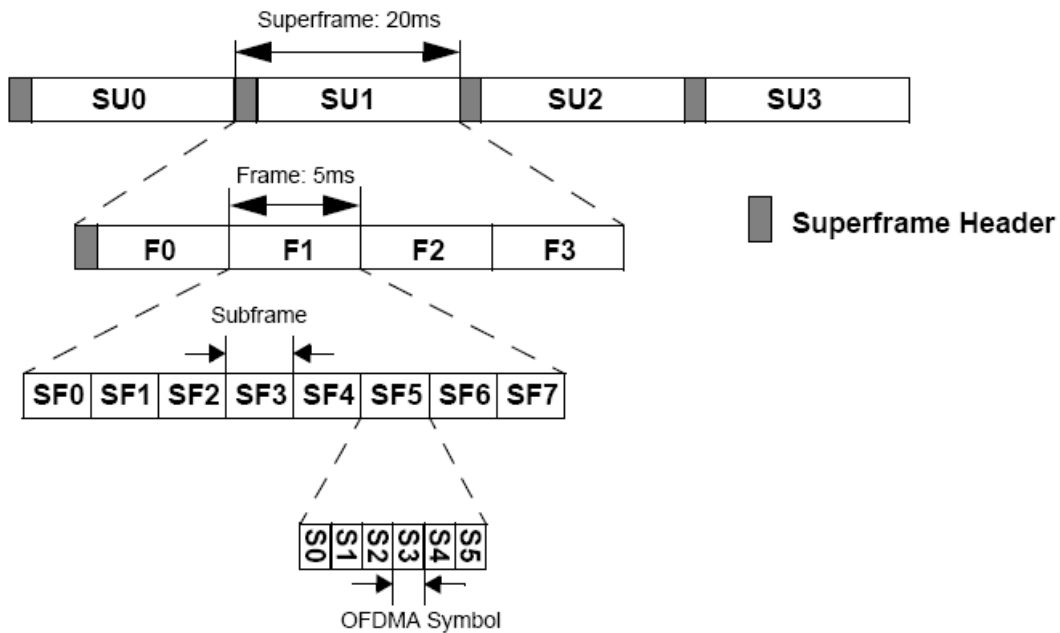 Superframe: 20ms
SU0 SU1 SU2 SU3
Frame: 5ms
F0 F1 F2 F3
Superframe Header
Subframe
SF0 SF1 SF2 SF3 SF4 SF5 SF6 SF7
S0 S1 S2 S3 S4 S5
OFDMA Symbol